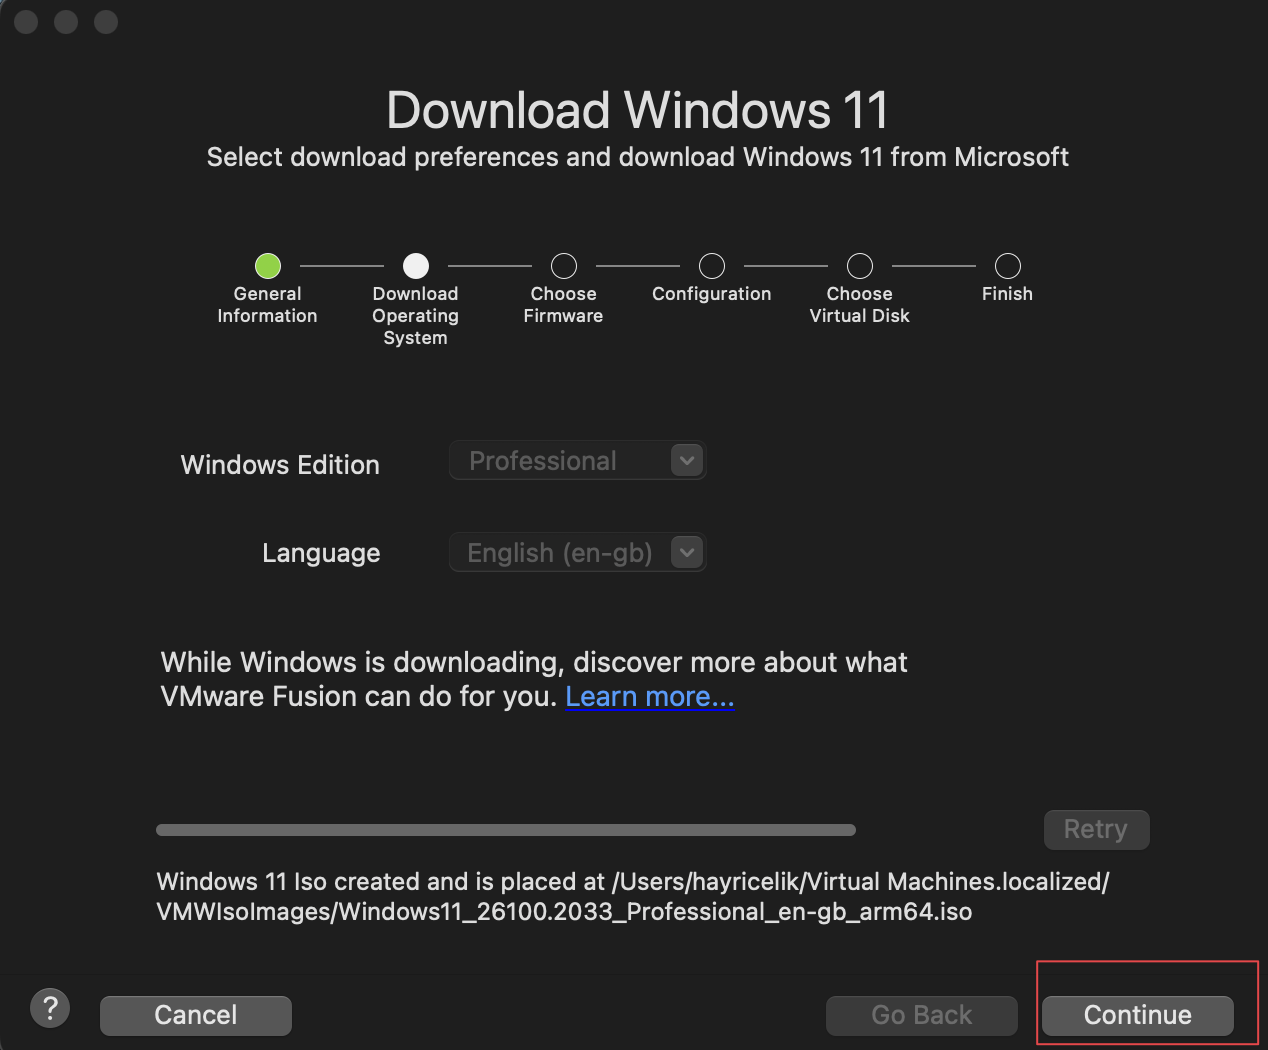 Download Windows 11
Select download preferences and download Windows 11 from Microsoft
General
Information
Download
Operating
System
Choose
Firmware
Configuration
Choose
Virtual Disk
Finish
Windows Edition
Professional
Language
English (en-gb)
While Windows is downloading, discover more about what
VMware Fusion can do for you. Learn more...
Retry
Windows 11 Iso created and is placed at /Users/hayricelik/Virtual Machines.localized/
VMWIsoImages/Windows11_26100.2033_Professional_en-gb_arm64.iso
?
Cancel
Go Back
Continue